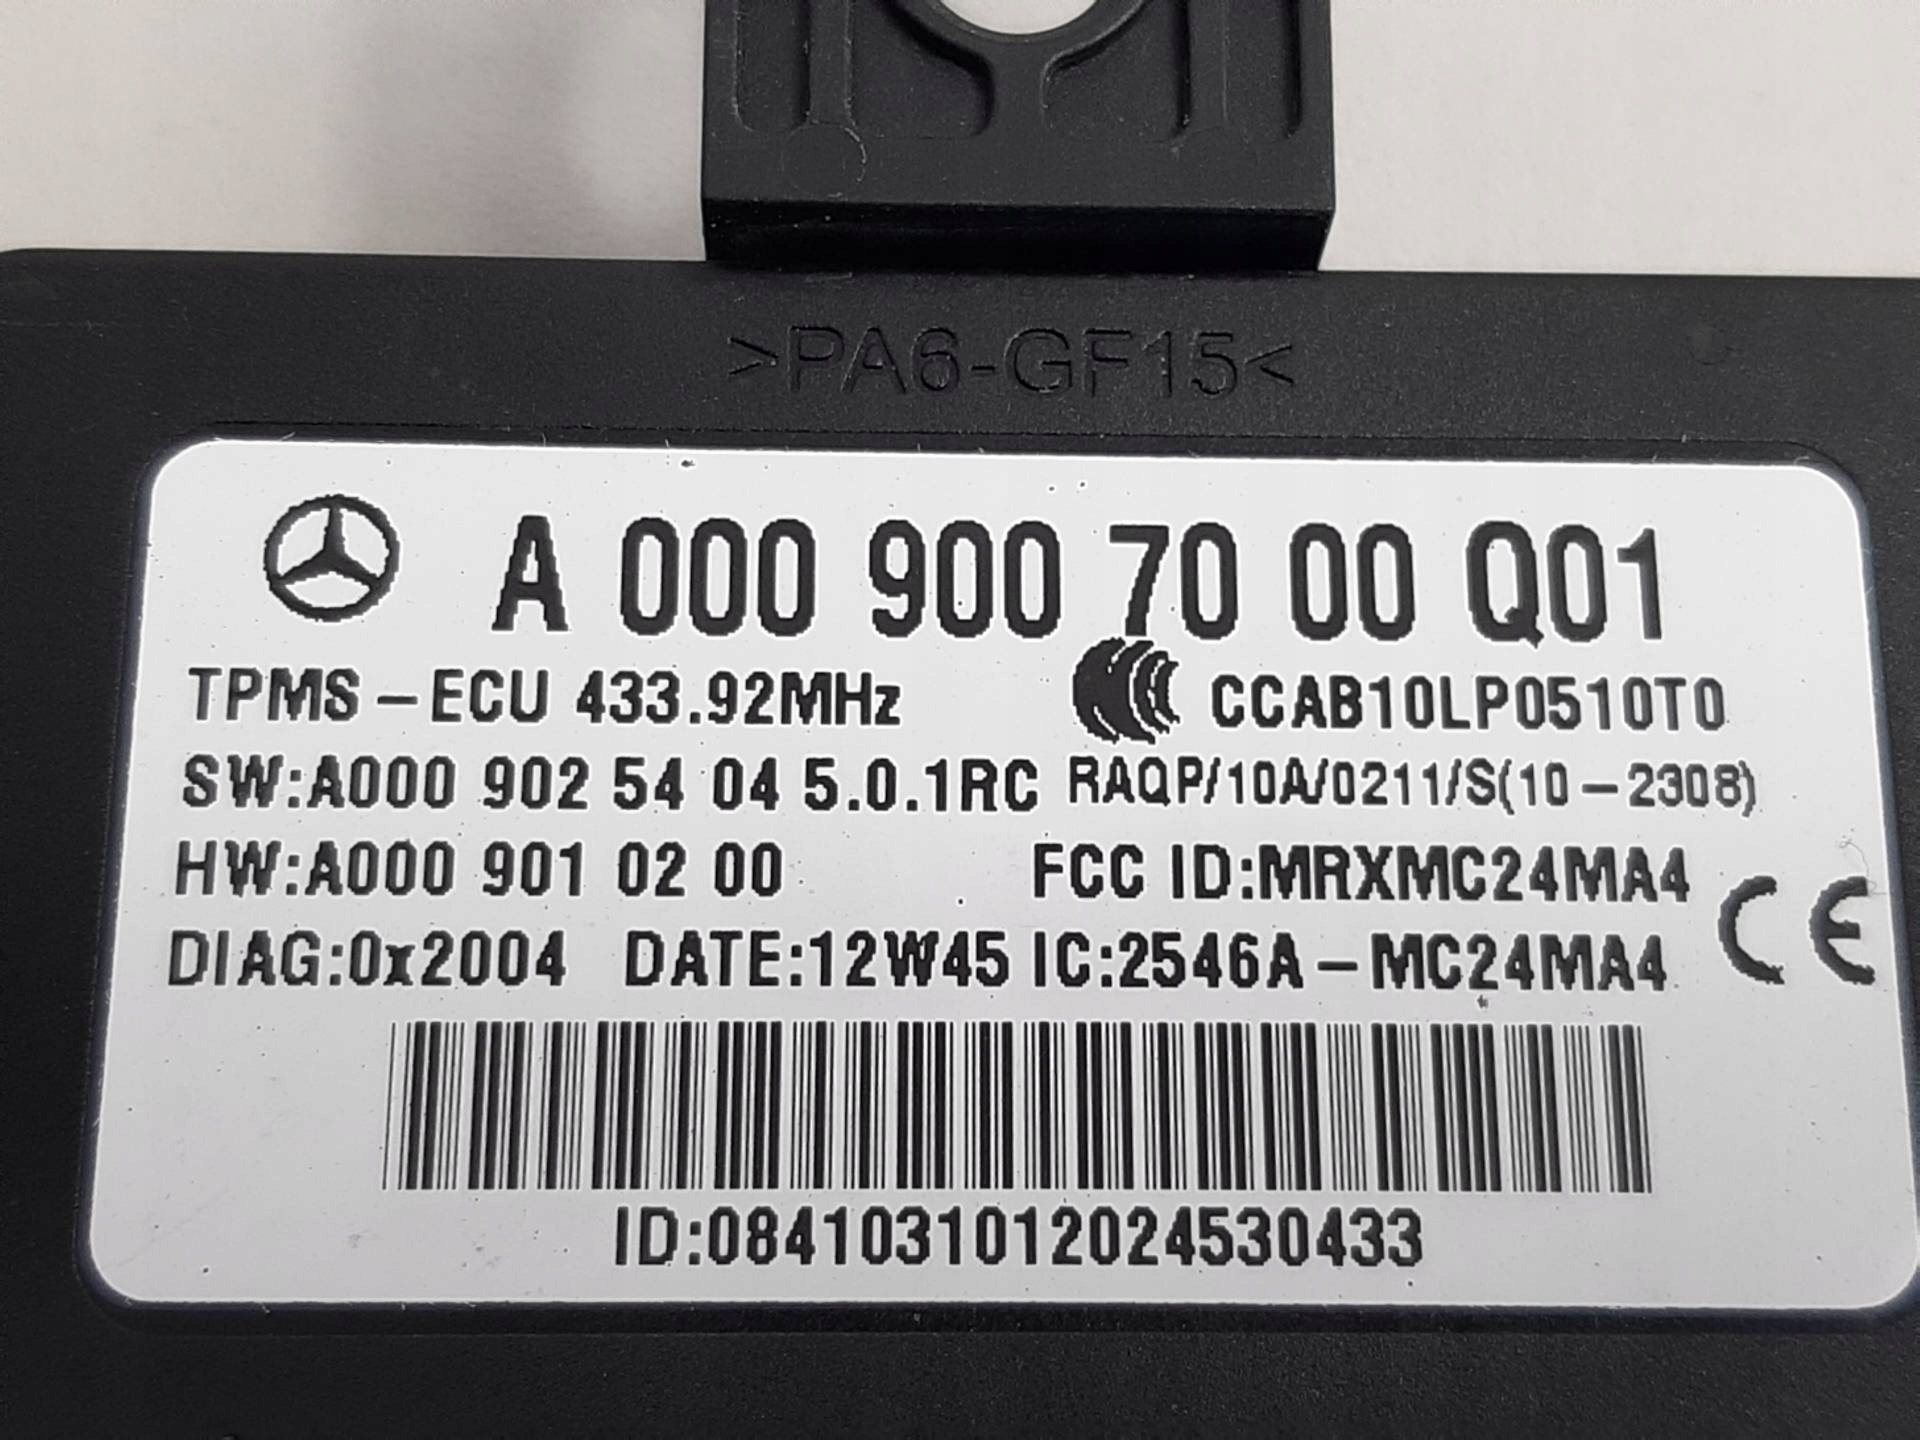 >PA6-GF15<
A 000 900 70 00 Q01
TPMS-ECU 433.92MHz
CCAB10LP0510T0
SW:A000 902 54 04 5.0.1RC
RAQP/10A/0211/S(10-2308)
HW:A000 901 02 00
FCC ID:MRXMC24MA4
DIAG:0x2004 DATE:12W45
IC:2546A-MC24MA4
CE
ID:0841031012024530433